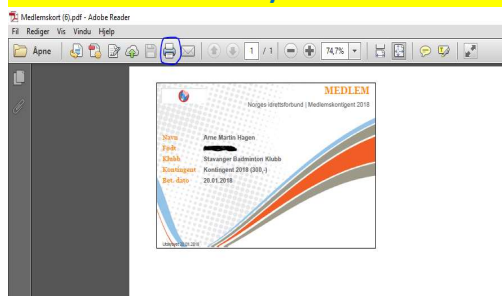 Medlemskort (6).pdf - Adobe Reader
Fil Rediger Vis Vindu Hjelp
Åpne 1 / 1 74,7%
MEDLEM
Norges idrettsforbund | Medlemskontigent 2018
Navn Arne Martin Hagen
Født
Klubb Stavanger Badminton Klubb
Kontingent Kontingent 2018 (300,-)
Bet. dato 20.01.2018